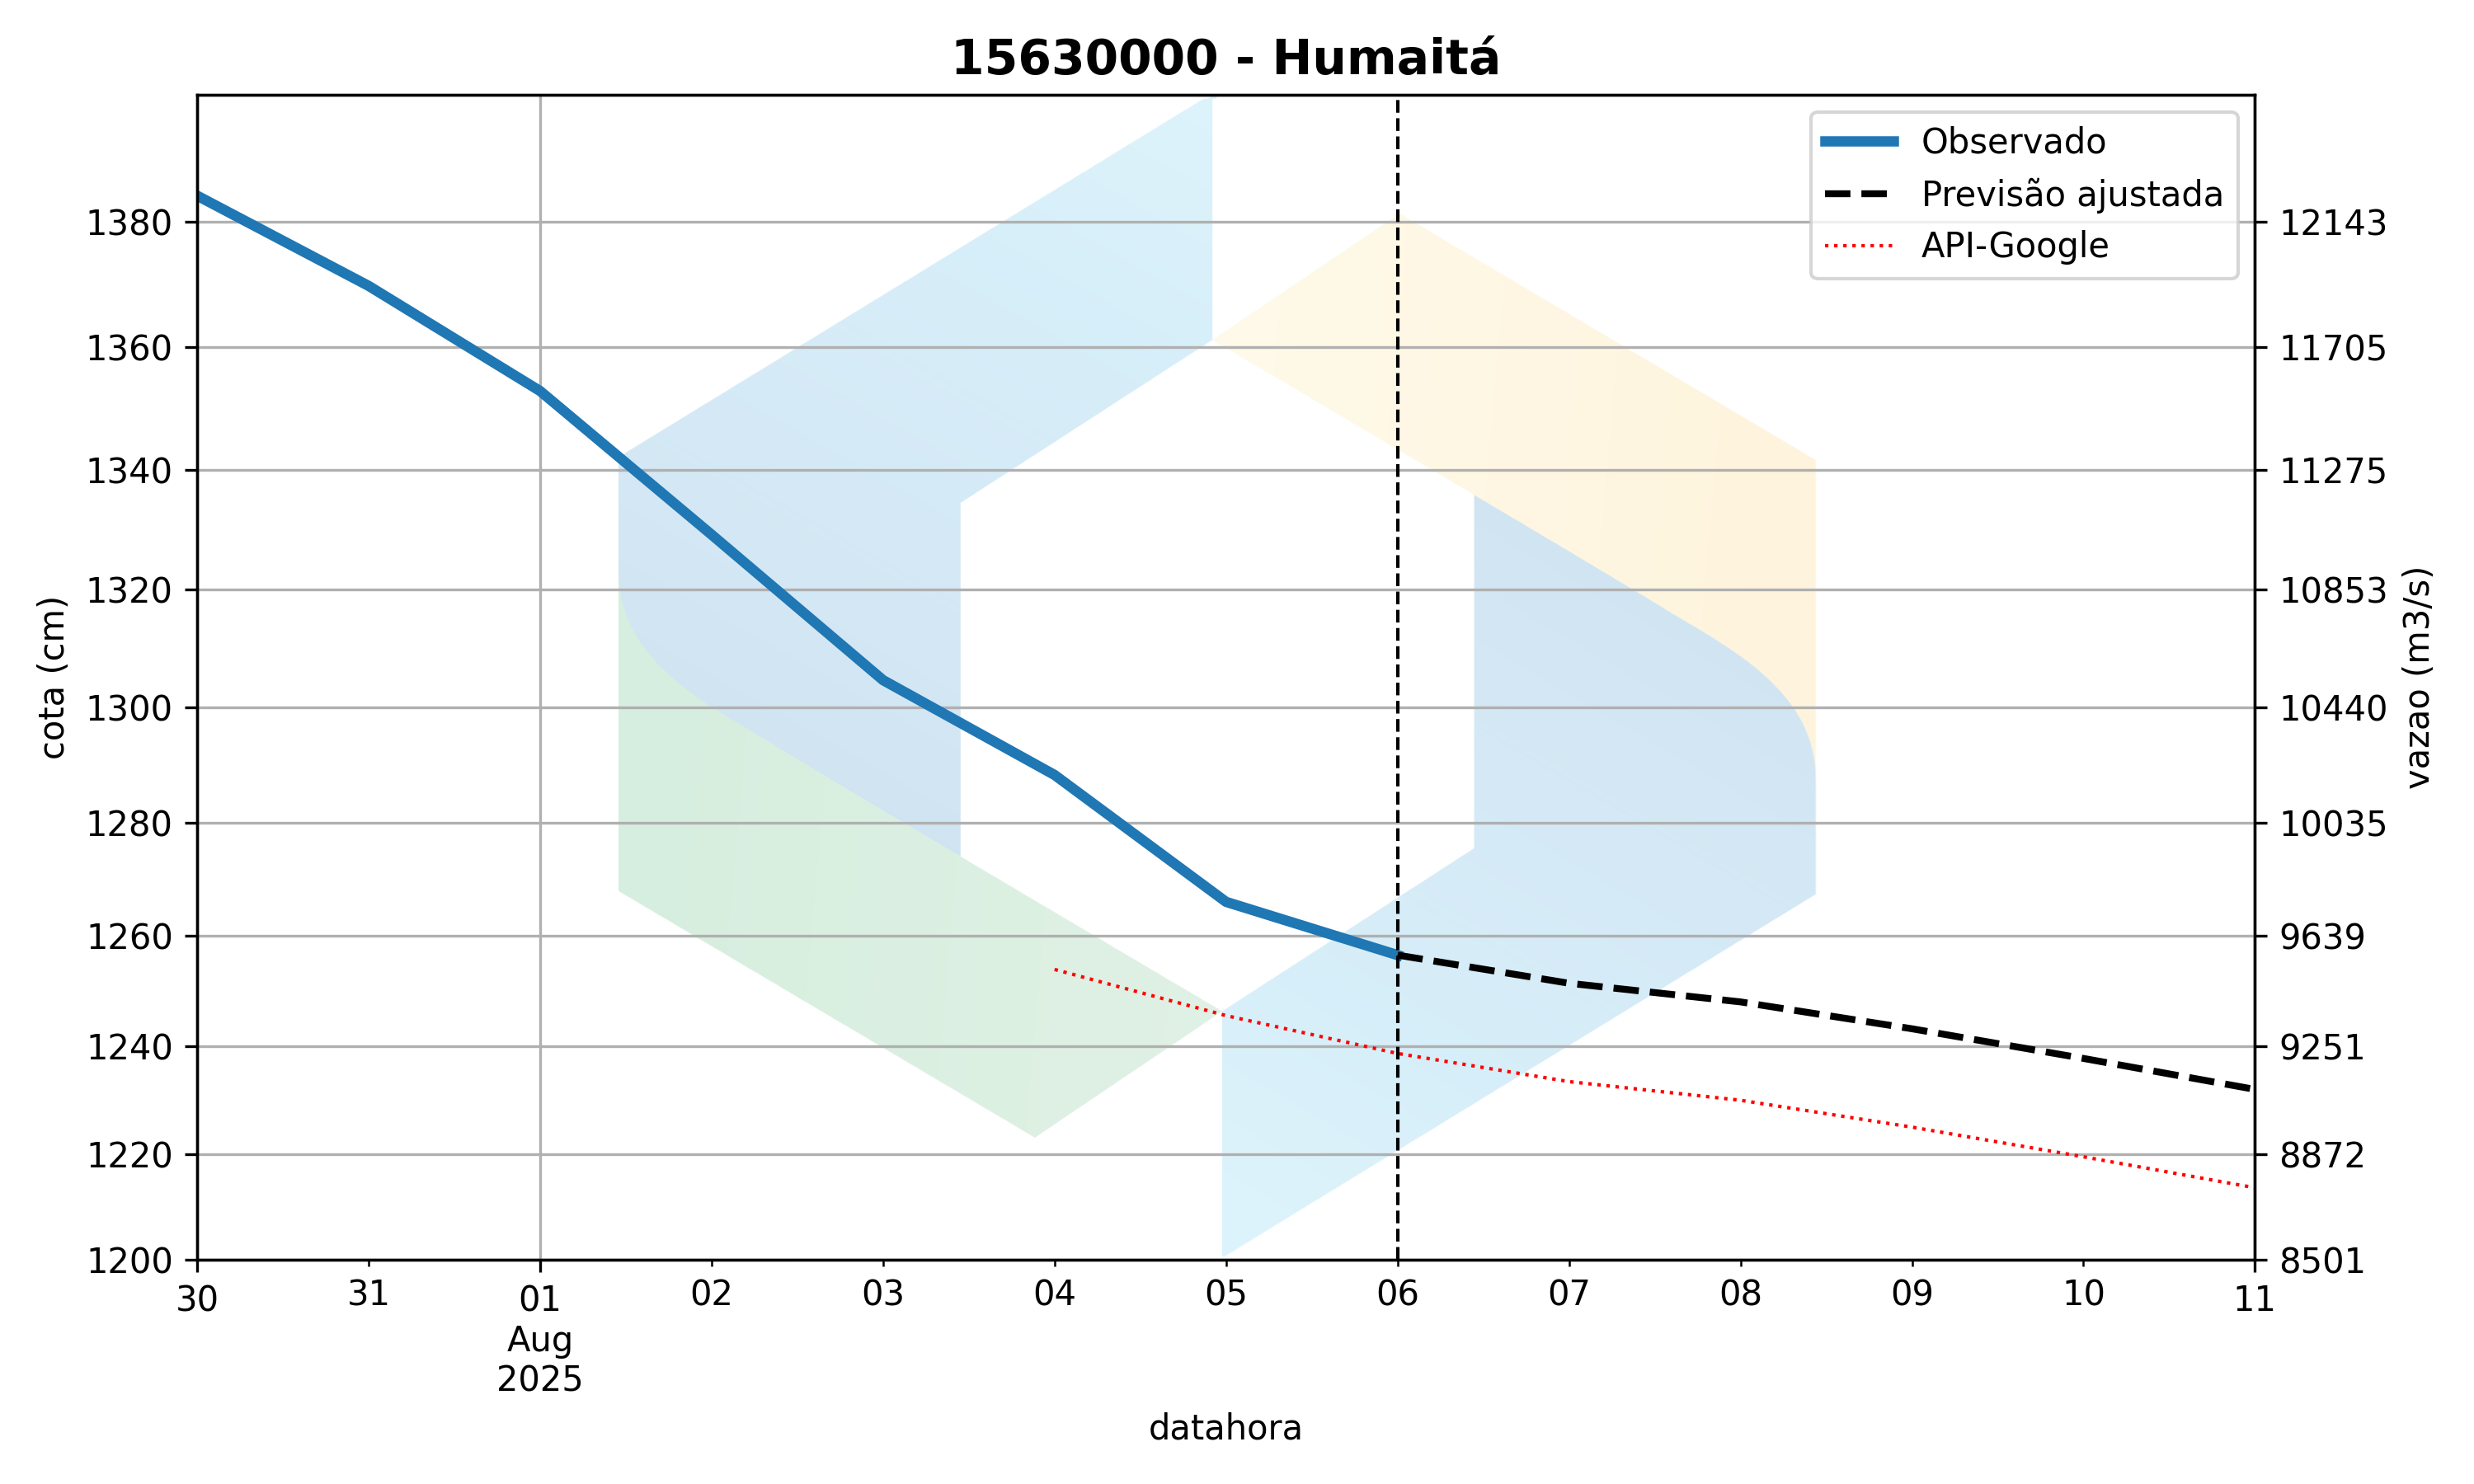 15630000 - Humaitá
Observado
Previsão ajustada
API-Google
cota (cm)
1380
1360
1340
1320
1300
1280
1260
1240
1220
1200
12143
11705
11275
10853
10440
10035
9639
9251
8872
8501
vazao (m3/s)
30 31 01 02 03 04 05 06 07 08 09 10 11
Aug
2025
datahora